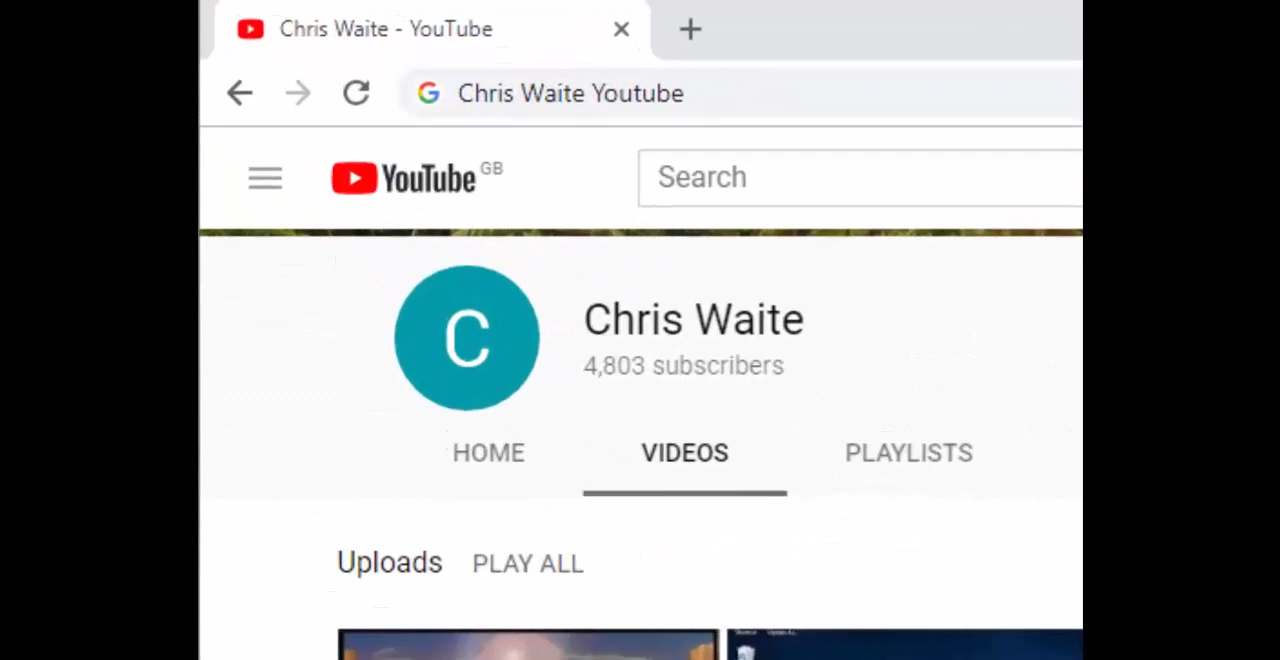 Chris Waite - YouTube
Chris Waite Youtube
YouTube GB
Search
Chris Waite
4,803 subscribers
HOME VIDEOS PLAYLISTS
Uploads PLAY ALL